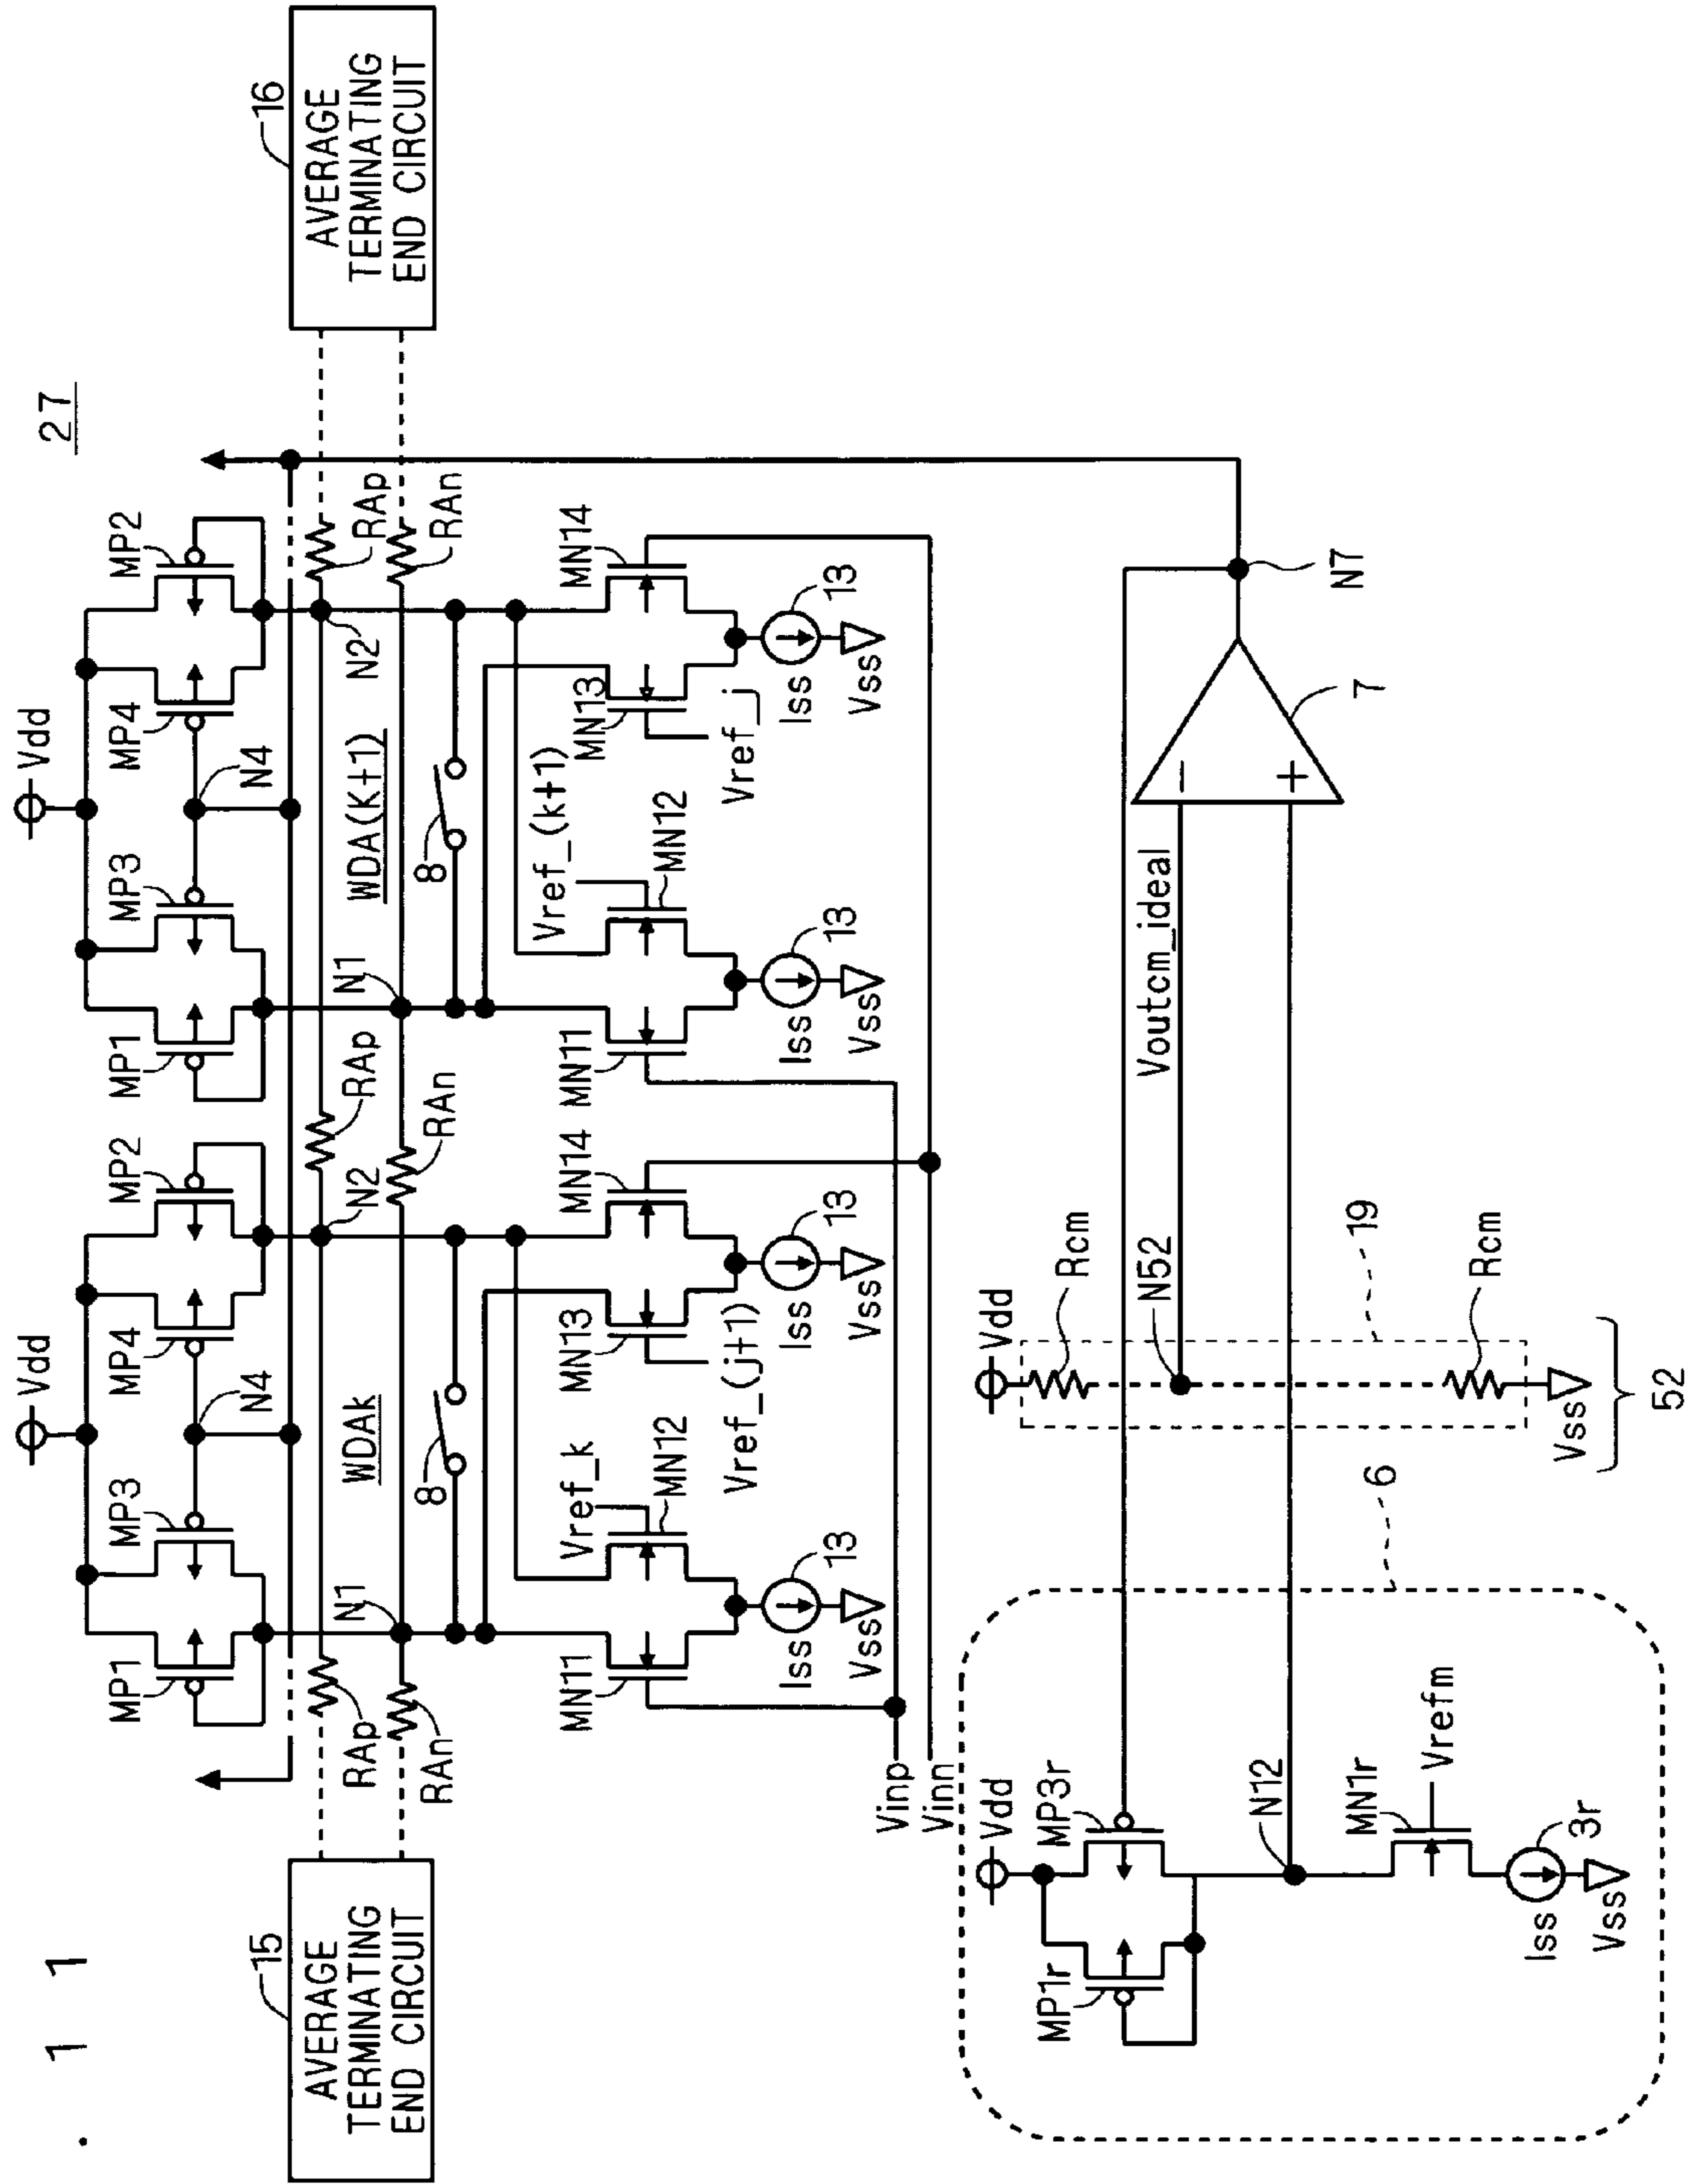 . 1 1
27
15
AVERAGE
TERMINATING
END CIRCUIT
16
AVERAGE
TERMINATING
END CIRCUIT
Vdd
MP1
MP3
MP4
MP2
N4
Vdd
MP1
MP3
MP4
MP2
N4
RAp
RAn
N1
WDAk
N2
RAp
RAn
N1
WDA(K+1)
N2
RAp
RAn
8
8
Vref_k
MN11
MN12
MN13
MN14
Vref_(j+1)
Vref_(k+1)
MN11
MN12
MN13
MN14
Vref_j
Iss
13
Vss
Iss
13
Vss
Iss
13
Vss
Iss
13
Vss
Vinp
Vinn
Vdd
MP1r
MP3r
N12
MN1r
Vrefm
Iss
3r
Vss
6
Vdd
Rcm
N52
19
Rcm
Vss
52
Voutcm_ideal
−
+
7
N7